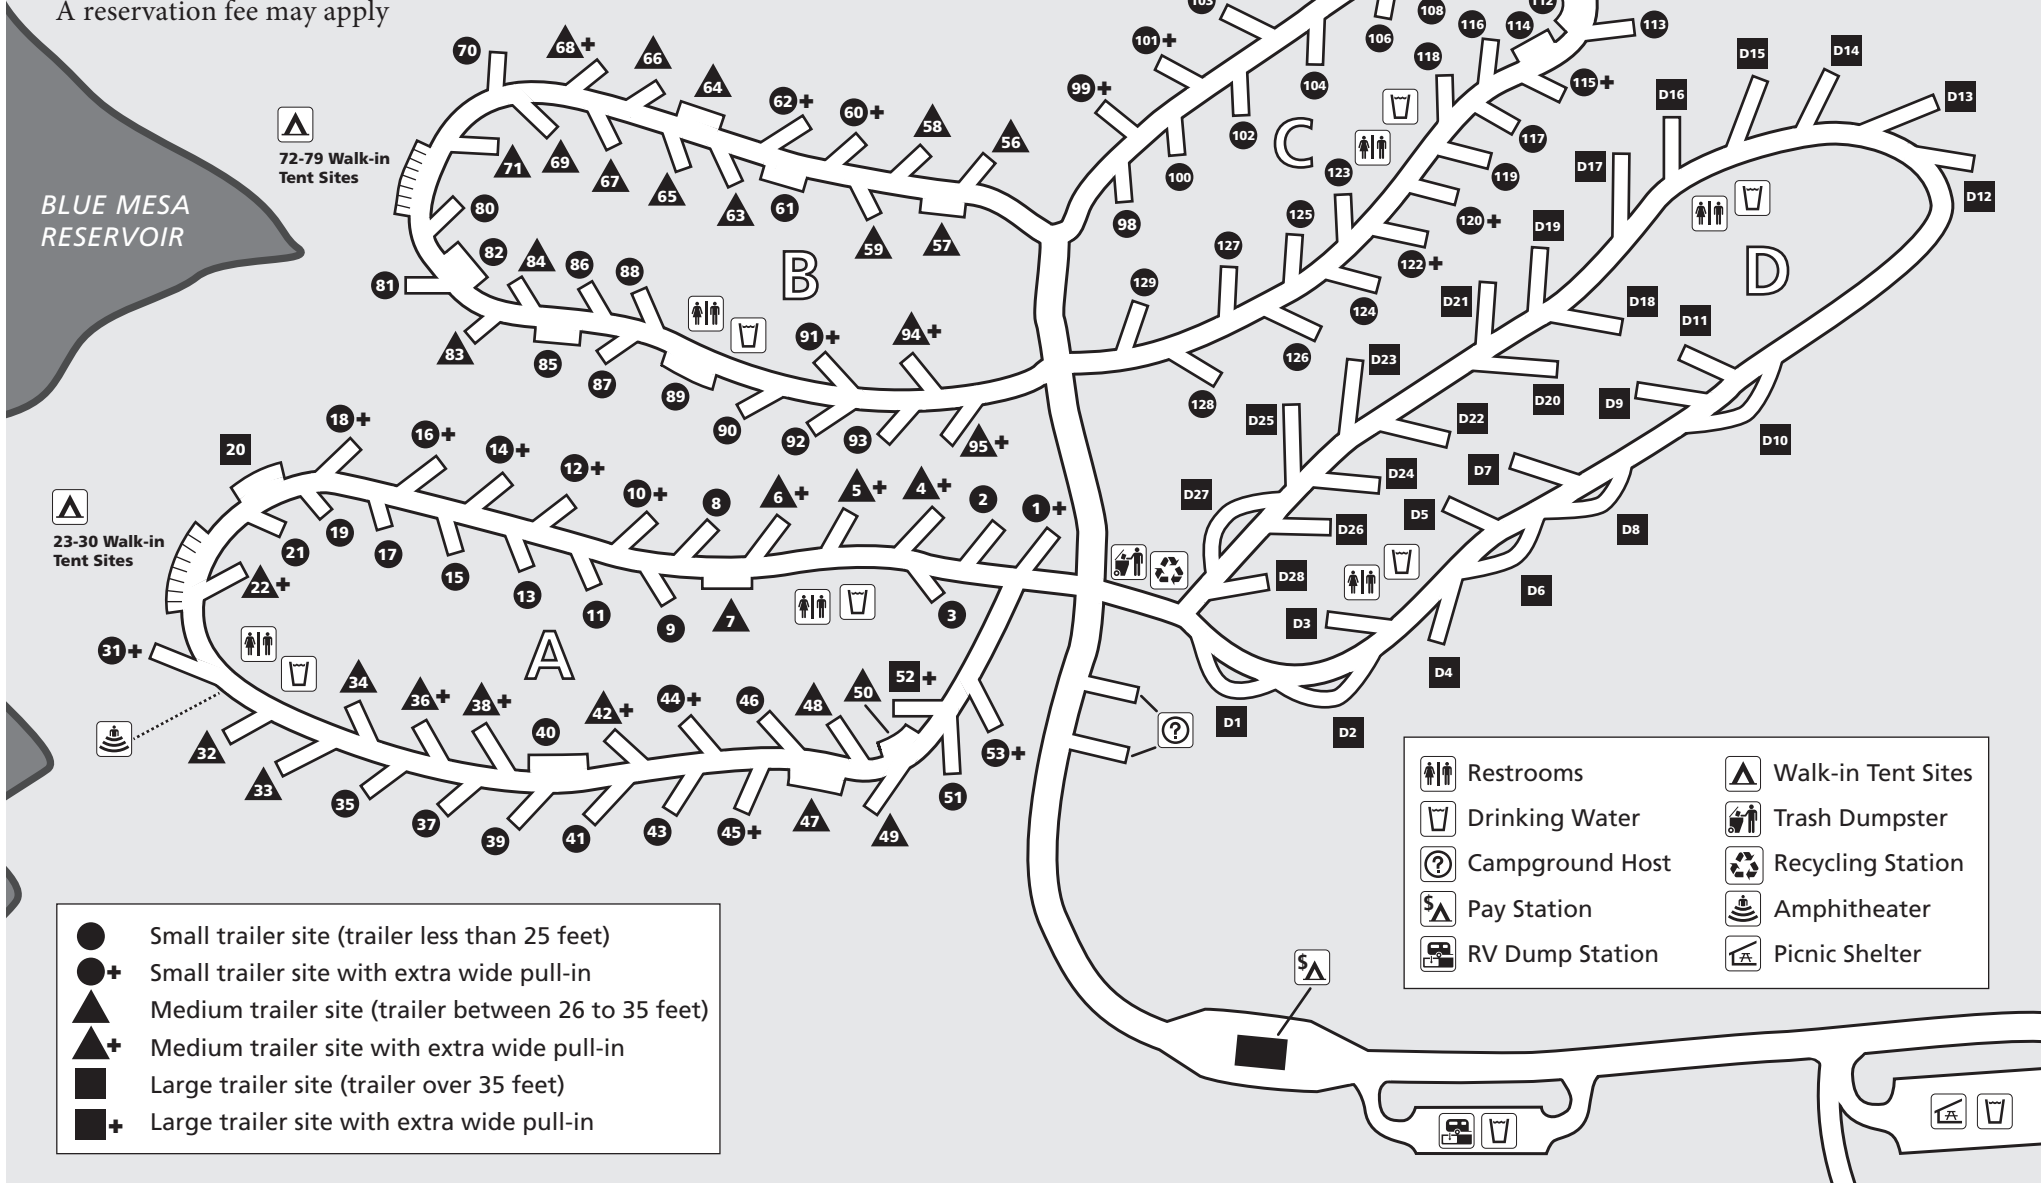 A reservation fee may apply
103
108
112
106
116
114
113
101+
118
104
115+
99+
102
C
117
100
123
119
98
125
120+
127
122+
129
124
126
128
70
68+
66
64
62+
60+
58
56
72-79 Walk-in
Tent Sites
71
69
67
65
63
61
59
57
BLUE MESA
RESERVOIR
80
82
84
86
88
B
81
83
85
87
89
91+
94+
90
92
93
95+
D15
D14
D16
D13
D17
D12
D19
D
D21
D18
D11
D23
D20
D9
D25
D22
D10
D7
D24
D27
D5
D26
D8
D28
D6
D3
D4
D1
D2
20
18+
16+
14+
12+
10+
8
6+
5+
4+
2
1+
23-30 Walk-in
Tent Sites
21
19
17
15
13
11
9
7
3
22+
A
31+
34
36+
38+
40
42+
44+
46
48
50
52+
53+
32
33
35
37
39
41
43
45+
47
49
51
?
Small trailer site (trailer less than 25 feet)
+ Small trailer site with extra wide pull-in
Medium trailer site (trailer between 26 to 35 feet)
+ Medium trailer site with extra wide pull-in
Large trailer site (trailer over 35 feet)
+ Large trailer site with extra wide pull-in
Restrooms
Drinking Water
? Campground Host
$ Pay Station
RV Dump Station
Walk-in Tent Sites
Trash Dumpster
Recycling Station
Amphitheater
Picnic Shelter
$